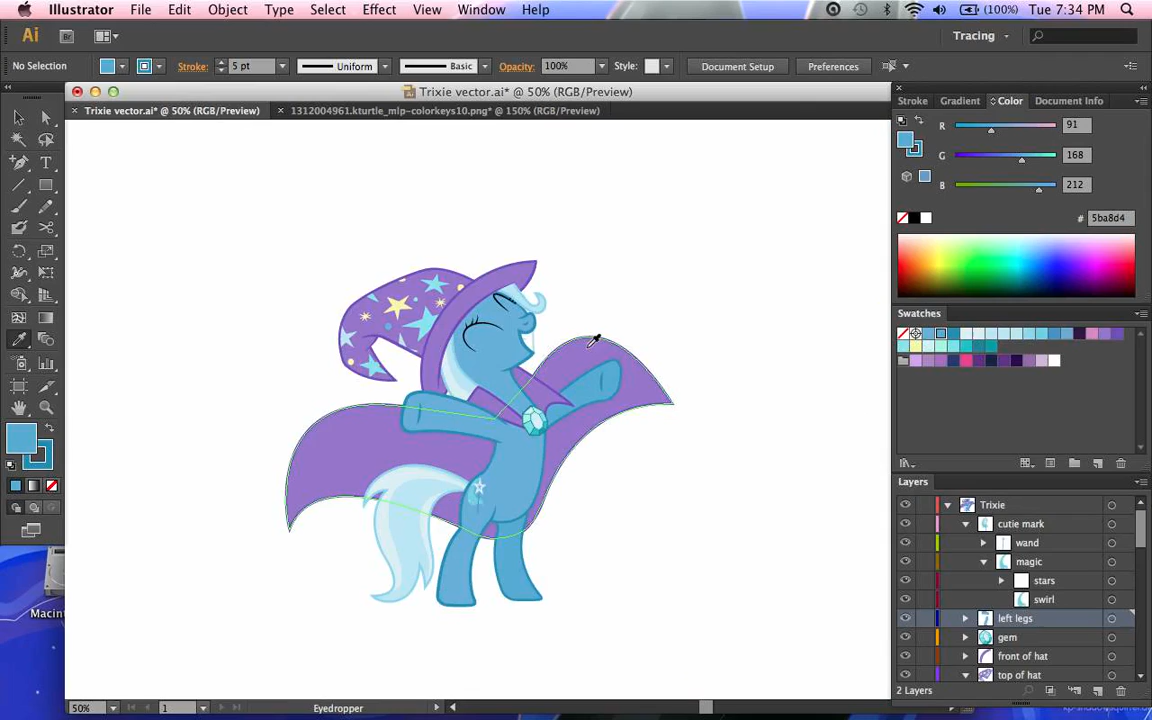 Illustrator File Edit Object Type Select Effect View Window Help (100%) Tue 7:34 PM
Ai Br Tracing
No Selection Stroke: 5 pt Uniform Basic Opacity: 100% Style: Document Setup Preferences
Trixie vector.ai* @ 50% (RGB/Preview)
Trixie vector.ai* @ 50% (RGB/Preview) 1312004961.kturtle_mlp-colorkeys10.png* @ 150% (RGB/Preview)
Stroke Gradient Color Document Info
R 91
G 168
B 212
# 5ba8d4
Swatches
Layers
Trixie
cutie mark
wand
magic
stars
swirl
left legs
gem
front of hat
top of hat
2 Layers
Macint
50% 1 Eyedropper